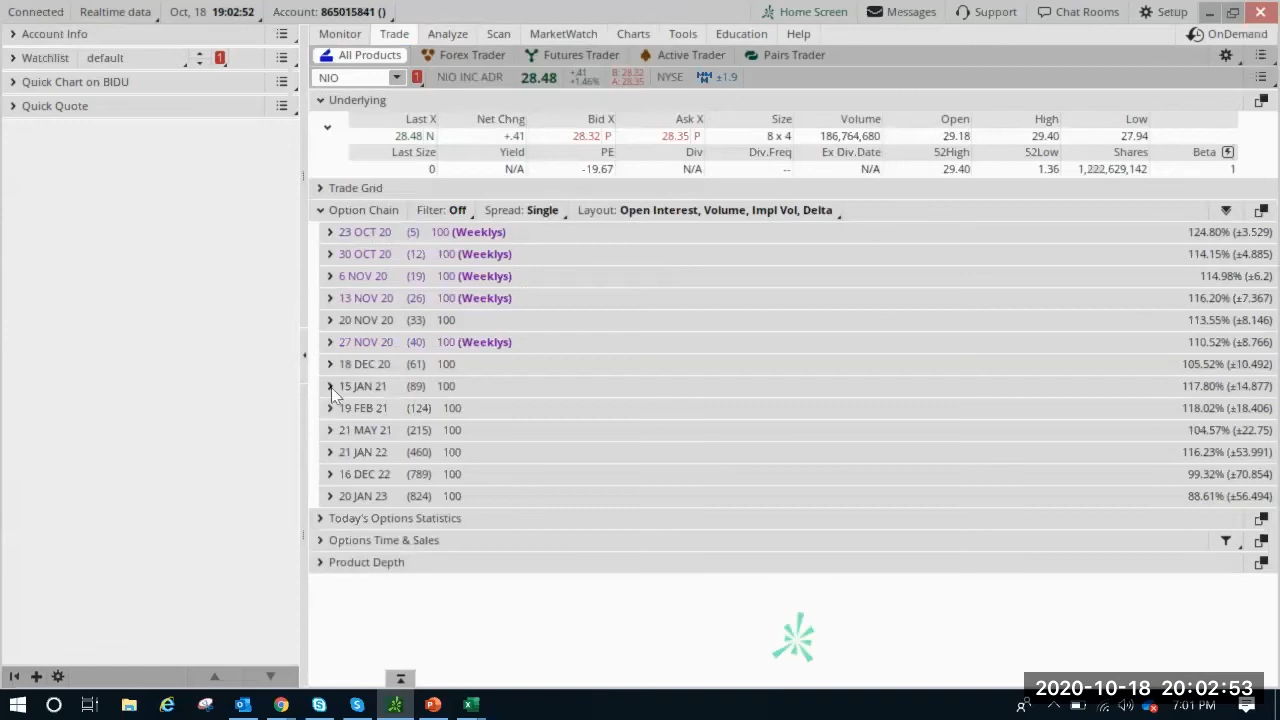 Connected Realtime data Oct, 18 19:02:52 Account: 865015841 () Home Screen Messages Support Chat Rooms Setup
Account Info Monitor Trade Analyze Scan MarketWatch Charts Tools Education Help OnDemand
Watchlist default 1 All Products Forex Trader Futures Trader Active Trader Pairs Trader
Quick Chart on BIDU NIO 1 NIO INC ADR 28.48 +.41 +1.46% B: 28.32 A: 28.35 NYSE ±1.9
Quick Quote Underlying
Last X Net Chng Bid X Ask X Size Volume Open High Low
28.48 N +.41 28.32 P 28.35 P 8 x 4 186,764,680 29.18 29.40 27.94
Last Size Yield PE Div Div.Freq Ex Div.Date 52High 52Low Shares Beta
0 N/A -19.67 N/A -- N/A 29.40 1.36 1,222,629,142 1
Trade Grid
Option Chain Filter: Off Spread: Single Layout: Open Interest, Volume, Impl Vol, Delta
23 OCT 20 (5) 100 (Weeklys) 124.80% (±3.529)
30 OCT 20 (12) 100 (Weeklys) 114.15% (±4.885)
6 NOV 20 (19) 100 (Weeklys) 114.98% (±6.2)
13 NOV 20 (26) 100 (Weeklys) 116.20% (±7.367)
20 NOV 20 (33) 100 113.55% (±8.146)
27 NOV 20 (40) 100 (Weeklys) 110.52% (±8.766)
18 DEC 20 (61) 100 105.52% (±10.492)
15 JAN 21 (89) 100 117.80% (±14.877)
19 FEB 21 (124) 100 118.02% (±18.406)
21 MAY 21 (215) 100 104.57% (±22.75)
21 JAN 22 (460) 100 116.23% (±53.991)
16 DEC 22 (789) 100 99.32% (±70.854)
20 JAN 23 (824) 100 88.61% (±56.494)
Today's Options Statistics
Options Time & Sales
Product Depth
2020-10-18 20:02:53
7:01 PM